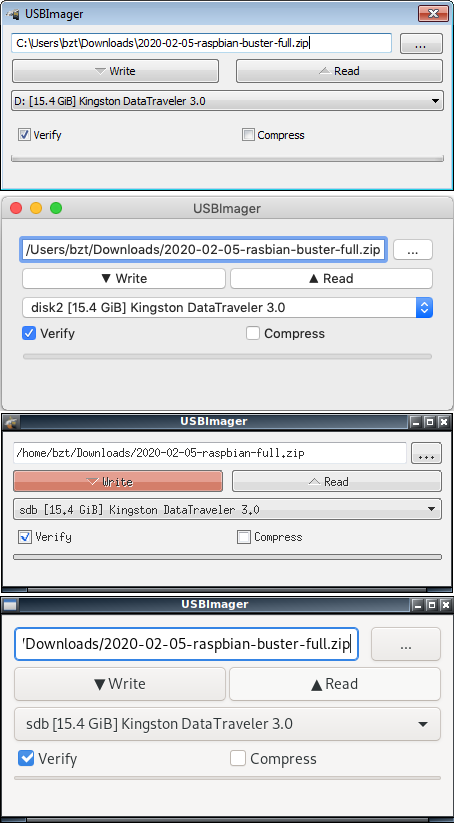 USBImager
C:\Users\bzt\Downloads\2020-02-05-raspbian-buster-full.zip ...
Write Read
D: [15.4 GiB] Kingston DataTraveler 3.0
Verify Compress
USBImager
/Users/bzt/Downloads/2020-02-05-rasbian-buster-full.zip ...
▼ Write ▲ Read
disk2 [15.4 GiB] Kingston DataTraveler 3.0
Verify Compress
USBImager
/home/bzt/Downloads/2020-02-05-raspbian-full.zip ...
Write Read
sdb [15.4 GiB] Kingston DataTraveler 3.0
Verify Compress
USBImager
'Downloads/2020-02-05-raspbian-buster-full.zip ...
▼Write ▲Read
sdb [15.4 GiB] Kingston DataTraveler 3.0
Verify Compress